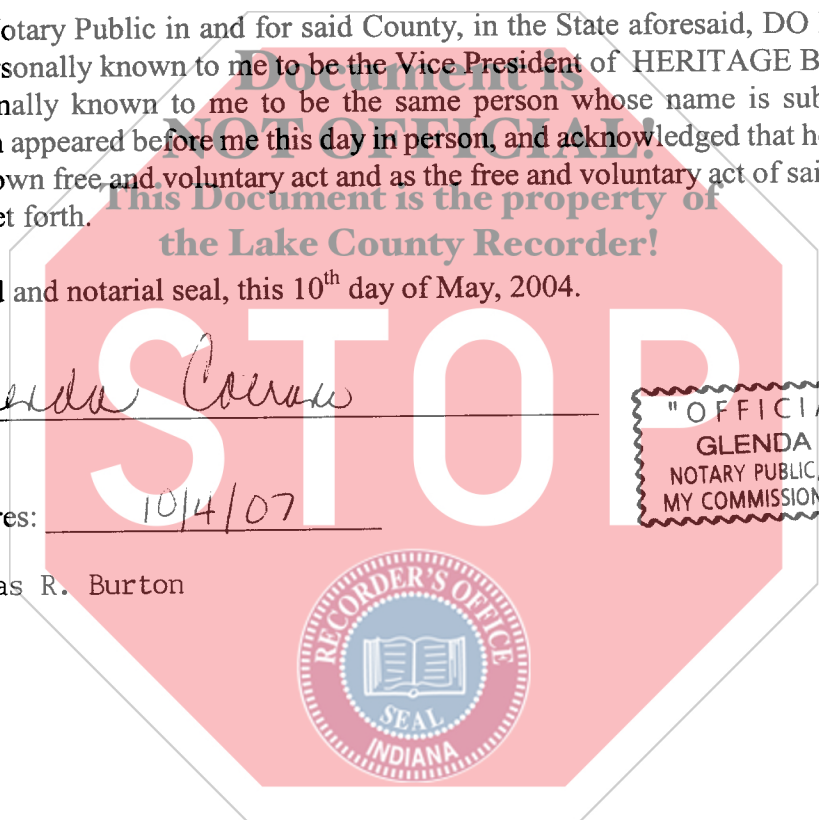 otary Public in and for said County, in the State aforesaid, DO
rsonally known to me to be the Vice President of HERITAGE B
nally known to me to be the same person whose name is sub
appeared before me this day in person, and acknowledged that h
own free and voluntary act and as the free and voluntary act of sai
et forth.
Document is
NOT OFFICIAL!
This Document is the property of
the Lake County Recorder!
and notarial seal, this 10th day of May, 2004.
STOP
enda
"OFFICIA
GLENDA
NOTARY PUBLIC,
MY COMMISSION
res: 10/4/07
as R. Burton
RECORDER'S OFFICE
SEAL
INDIANA